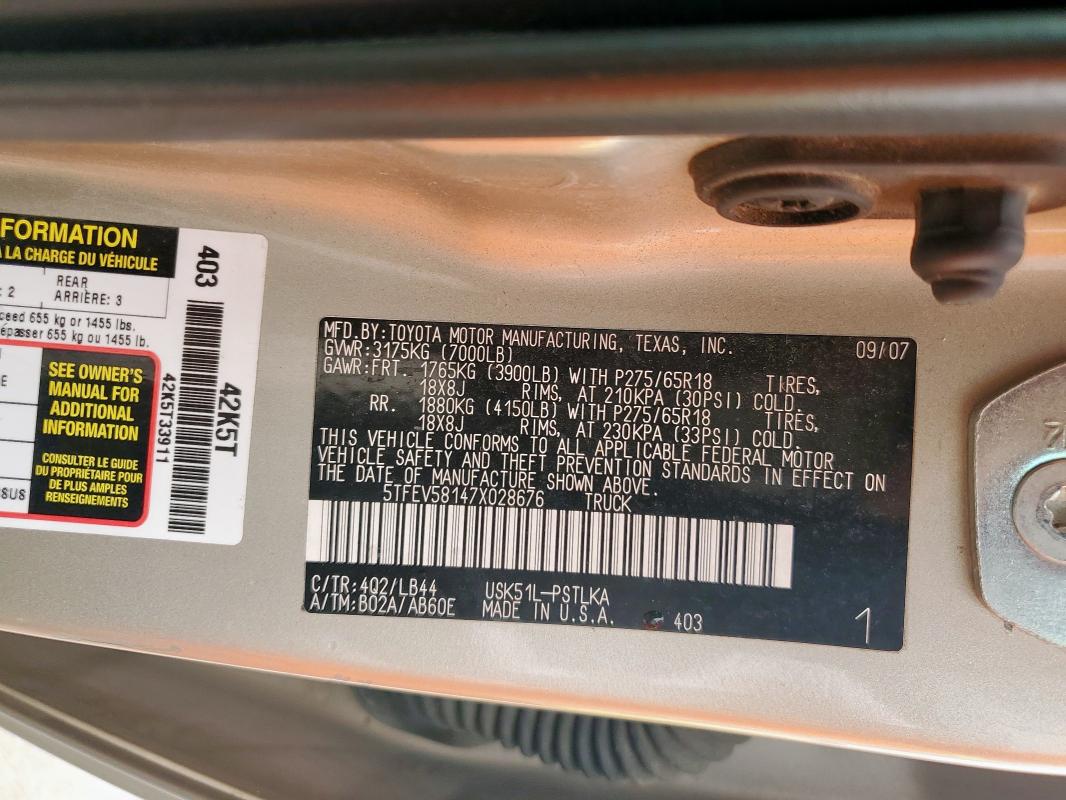 FORMATION
À LA CHARGE DU VÉHICULE
: 2
REAR
ARRIÈRE: 3
ceed 655 kg or 1455 lbs.
épasser 655 kg ou 1455 lb.
SEE OWNER'S
MANUAL FOR
ADDITIONAL
INFORMATION
CONSULTER LE GUIDE
DU PROPRIÉTAIRE POUR
DE PLUS AMPLES
RENSEIGNEMENTS
SSUS
403
42K5T
42K5T33911
MFD.BY:TOYOTA MOTOR MANUFACTURING, TEXAS, INC. 09/07
GVWR:3175KG (7000LB)
GAWR:FRT. 1765KG (3900LB) WITH P275/65R18 TIRES,
18X8J RIMS, AT 210KPA (30PSI) COLD.
RR. 1880KG (4150LB) WITH P275/65R18 TIRES,
18X8J RIMS, AT 230KPA (33PSI) COLD.
THIS VEHICLE CONFORMS TO ALL APPLICABLE FEDERAL MOTOR
VEHICLE SAFETY AND THEFT PREVENTION STANDARDS IN EFFECT ON
THE DATE OF MANUFACTURE SHOWN ABOVE.
5TFEV58147X028676 TRUCK
C/TR:4Q2/LB44 USK51L-PSTLKA
A/TM:B02A/AB60E MADE IN U.S.A. 403
1